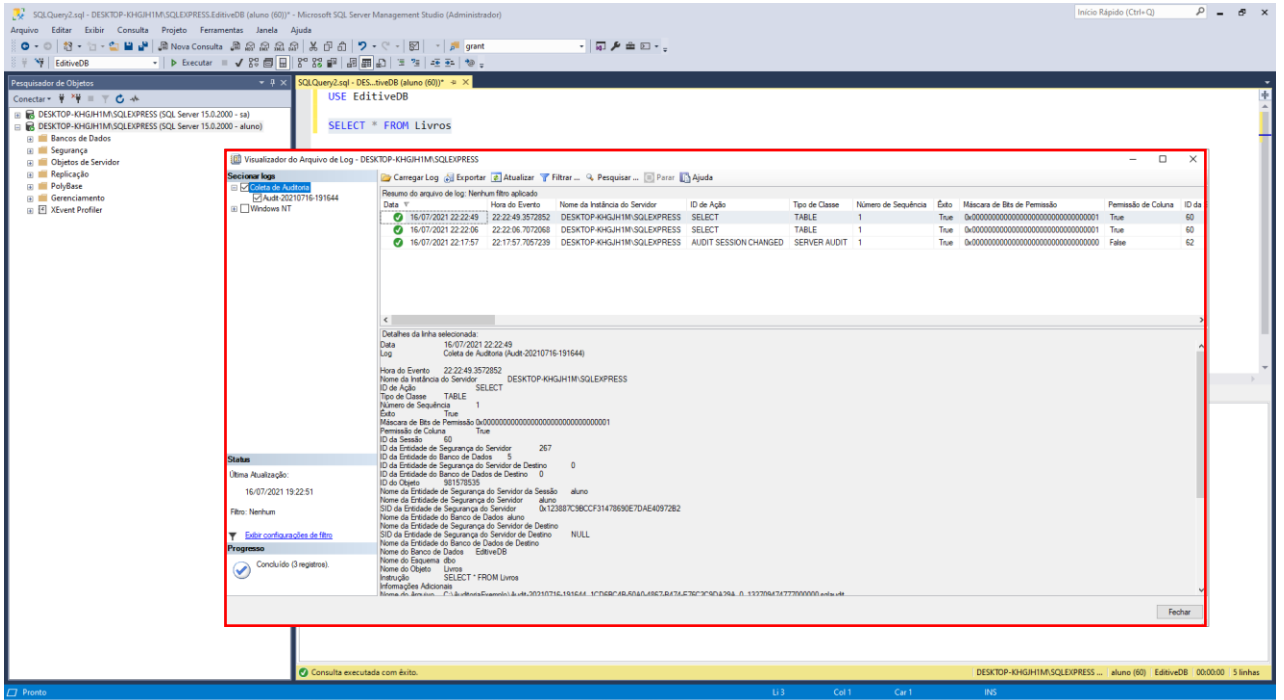 SQLQuery2.sql - DESKTOP-KHGJH1M\SQLEXPRESS.EditiveDB (aluno (60))* - Microsoft SQL Server Management Studio (Administrador)
Início Rápido (Ctrl+Q)
Arquivo Editar Exibir Consulta Projeto Ferramentas Janela Ajuda
Nova Consulta grant
EditiveDB Executar
Pesquisador de Objetos
SQLQuery2.sql - DES...tiveDB (aluno (60))*
Conectar
DESKTOP-KHGJH1M\SQLEXPRESS (SQL Server 15.0.2000 - sa)
DESKTOP-KHGJH1M\SQLEXPRESS (SQL Server 15.0.2000 - aluno)
Bancos de Dados
Segurança
Objetos de Servidor
Replicação
PolyBase
Gerenciamento
XEvent Profiler
USE EditiveDB
SELECT * FROM Livros
Visualizador do Arquivo de Log - DESKTOP-KHGJH1M\SQLEXPRESS
Secionar logs
Coleta de Auditoria
Audit-20210716-191644
Windows NT
Carregar Log Exportar Atualizar Filtrar ... Pesquisar ... Parar Ajuda
Resumo do arquivo de log: Nenhum filtro aplicado
Data Hora do Evento Nome da Instância do Servidor ID de Ação Tipo de Classe Número de Sequência Êxito Máscara de Bits de Permissão Permissão de Coluna ID da
16/07/2021 22:22:49 22:22:49.3572852 DESKTOP-KHGJH1M\SQLEXPRESS SELECT TABLE 1 True 0x00000000000000000000000000000001 True 60
16/07/2021 22:22:06 22:22:06.7072068 DESKTOP-KHGJH1M\SQLEXPRESS SELECT TABLE 1 True 0x00000000000000000000000000000001 True 60
16/07/2021 22:17:57 22:17:57.7057239 DESKTOP-KHGJH1M\SQLEXPRESS AUDIT SESSION CHANGED SERVER AUDIT 1 True 0x00000000000000000000000000000000 False 62
Detalhes da linha selecionada:
Data 16/07/2021 22:22:49
Log Coleta de Auditoria (Audit-20210716-191644)
Hora do Evento 22:22:49.3572852
Nome da Instância do Servidor DESKTOP-KHGJH1M\SQLEXPRESS
ID de Ação SELECT
Tipo de Classe TABLE
Número de Sequência 1
Êxito True
Máscara de Bits de Permissão 0x00000000000000000000000000000001
Permissão de Coluna True
ID da Sessão 60
ID da Entidade de Segurança do Servidor 267
ID da Entidade do Banco de Dados 5
ID da Entidade de Segurança do Servidor de Destino 0
ID da Entidade do Banco de Dados de Destino 0
ID do Objeto 981578535
Nome da Entidade de Segurança do Servidor da Sessão aluno
Nome da Entidade de Segurança do Servidor aluno
SID da Entidade de Segurança do Servidor 0x123887C9BCCF31478690E7DAE40972B2
Nome da Entidade do Banco de Dados aluno
Nome da Entidade de Segurança do Servidor de Destino
SID da Entidade de Segurança do Servidor de Destino NULL
Nome da Entidade do Banco de Dados de Destino
Nome do Banco de Dados EditiveDB
Nome do Esquema dbo
Nome do Objeto Livros
Instrução SELECT * FROM Livros
Informações Adicionais
Nome do Arquivo
Status
Última Atualização:
16/07/2021 19:22:51
Filtro: Nenhum
Exibir configurações de filtro
Progresso
Concluído (3 registros).
Fechar
Consulta executada com êxito.
DESKTOP-KHGJH1M\SQLEXPRESS ... aluno (60) EditiveDB 00:00:00 5 linhas
Pronto Li 3 Col 1 Car 1 INS